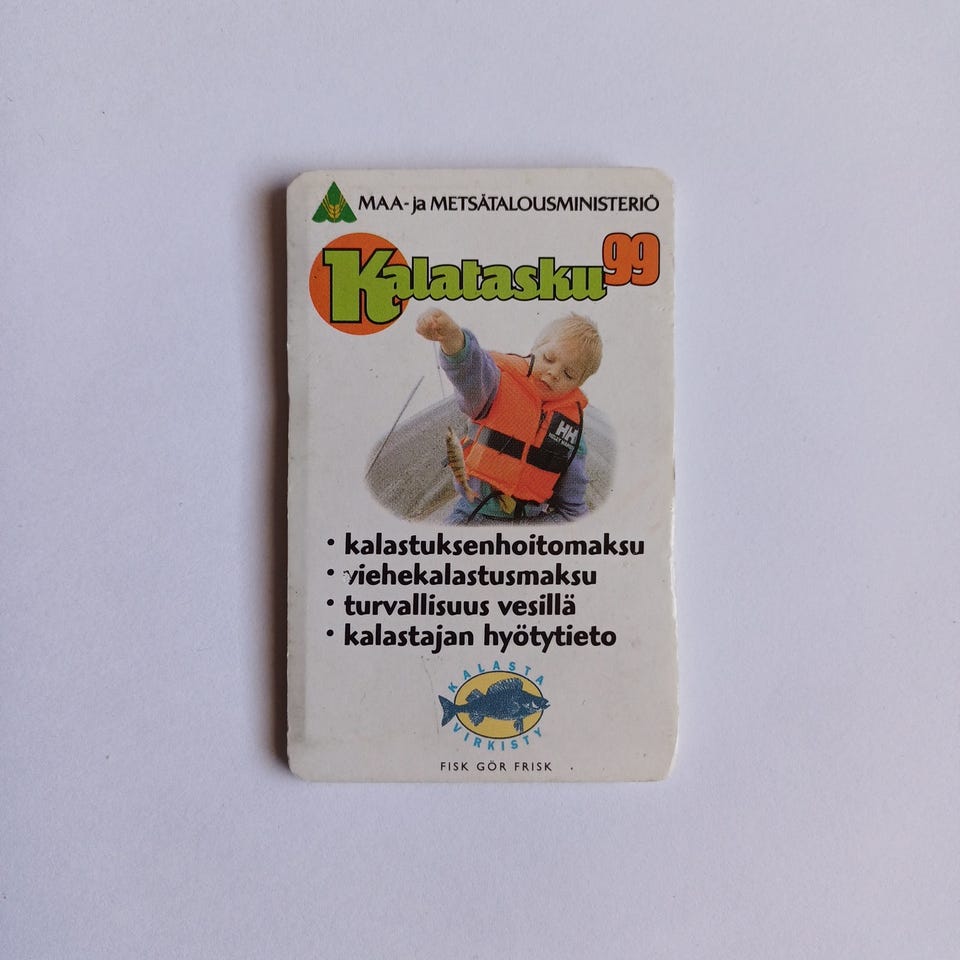 MAA- ja METSÄTALOUSMINISTERIÖ
Kalatasku 99
HH
• kalastuksenhoitomaksu
• viehekalastusmaksu
• turvallisuus vesillä
• kalastajan hyötytieto
KALASTA
VIRKISTY
FISK GÖR FRISK